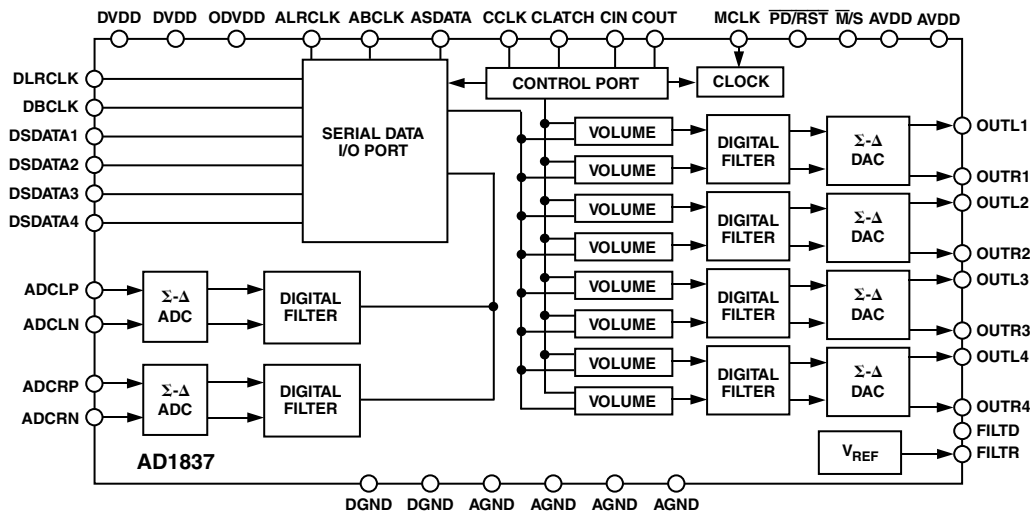 DVDD DVDD ODVDD ALRCLK ABCLK ASDATA CCLK CLATCH CIN COUT MCLK PD/RST M/S AVDD AVDD
DLRCLK
DBCLK
DSDATA1
DSDATA2
DSDATA3
DSDATA4
SERIAL DATA
I/O PORT
CONTROL PORT
CLOCK
VOLUME
VOLUME
DIGITAL
FILTER
Σ-Δ
DAC
OUTL1
OUTR1
VOLUME
VOLUME
DIGITAL
FILTER
Σ-Δ
DAC
OUTL2
OUTR2
ADCLP
ADCLN
Σ-Δ
ADC
DIGITAL
FILTER
VOLUME
VOLUME
DIGITAL
FILTER
Σ-Δ
DAC
OUTL3
OUTR3
ADCRP
ADCRN
Σ-Δ
ADC
DIGITAL
FILTER
VOLUME
VOLUME
DIGITAL
FILTER
Σ-Δ
DAC
OUTL4
OUTR4
FILTD
FILTR
VREF
AD1837
DGND DGND AGND AGND AGND AGND